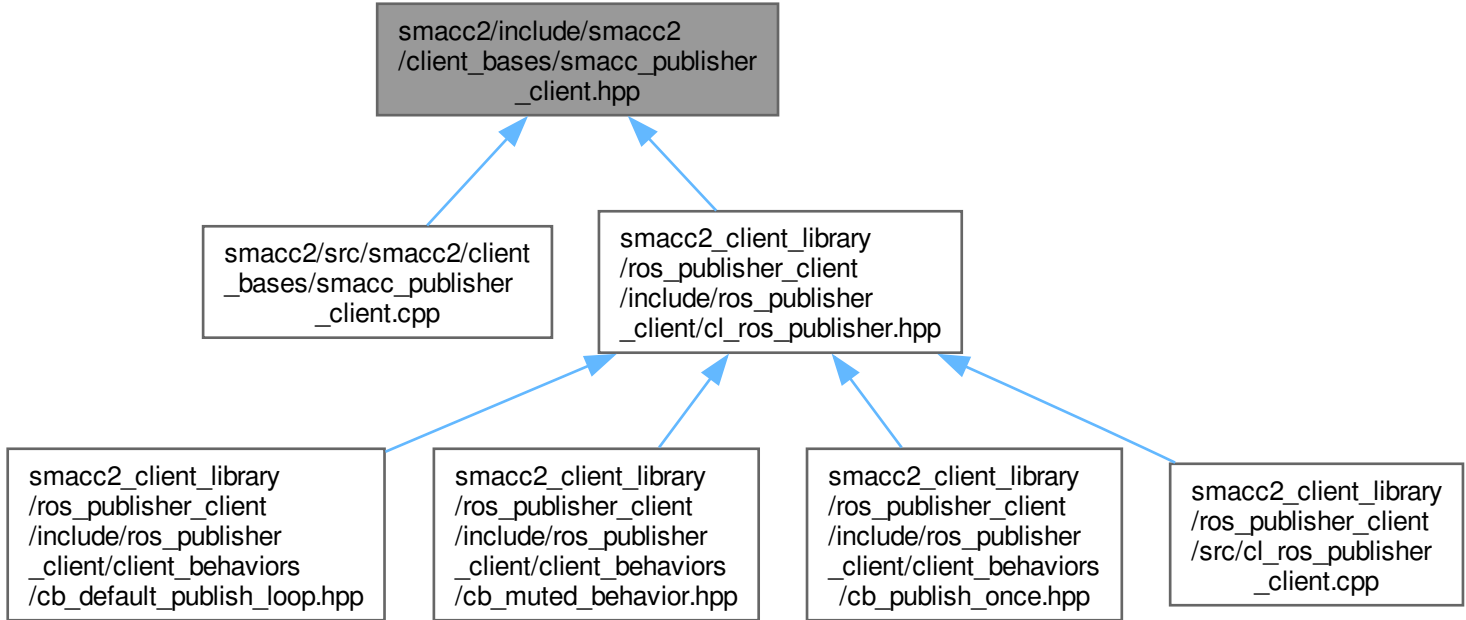 smacc2/include/smacc2
/client_bases/smacc_publisher
_client.hpp
smacc2/src/smacc2/client
_bases/smacc_publisher
_client.cpp
smacc2_client_library
/ros_publisher_client
/include/ros_publisher
_client/cl_ros_publisher.hpp
smacc2_client_library
/ros_publisher_client
/include/ros_publisher
_client/client_behaviors
/cb_default_publish_loop.hpp
smacc2_client_library
/ros_publisher_client
/include/ros_publisher
_client/client_behaviors
/cb_muted_behavior.hpp
smacc2_client_library
/ros_publisher_client
/include/ros_publisher
_client/client_behaviors
/cb_publish_once.hpp
smacc2_client_library
/ros_publisher_client
/src/cl_ros_publisher
_client.cpp